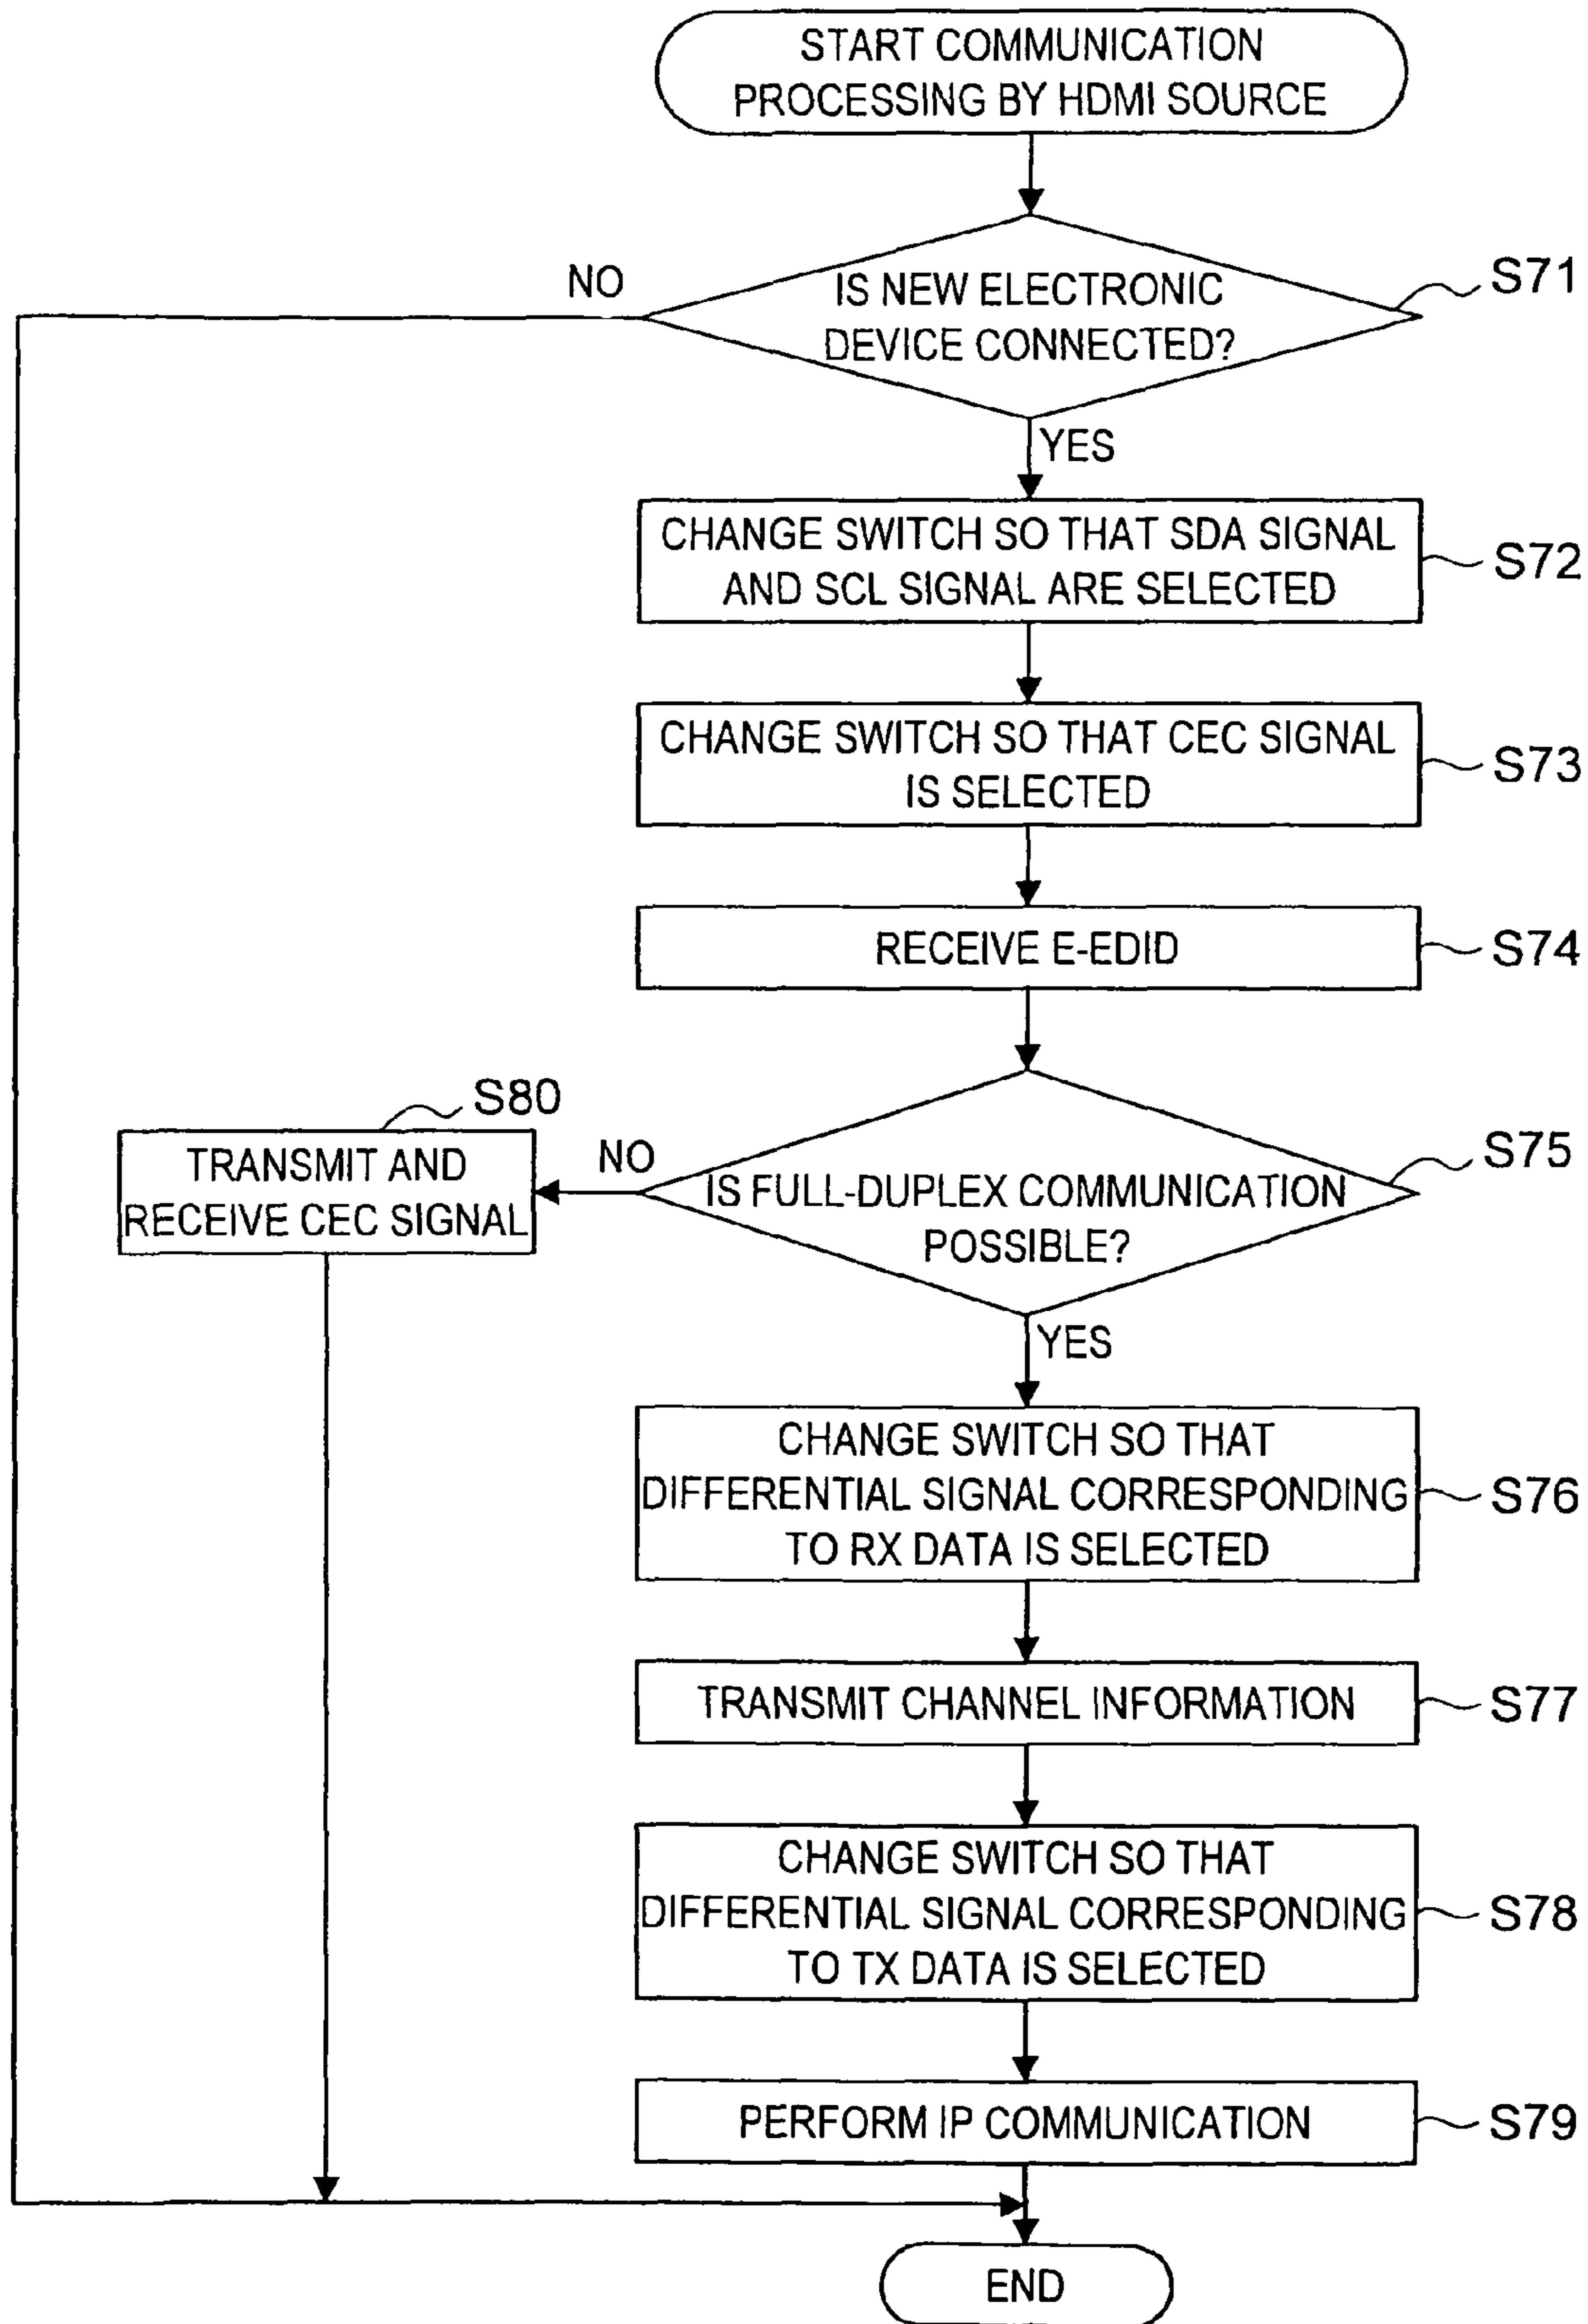 START COMMUNICATION
PROCESSING BY HDMI SOURCE
NO
IS NEW ELECTRONIC
DEVICE CONNECTED?
S71
YES
CHANGE SWITCH SO THAT SDA SIGNAL
AND SCL SIGNAL ARE SELECTED
S72
CHANGE SWITCH SO THAT CEC SIGNAL
IS SELECTED
S73
RECEIVE E-EDID
S74
S80
TRANSMIT AND
RECEIVE CEC SIGNAL
NO
IS FULL-DUPLEX COMMUNICATION
POSSIBLE?
S75
YES
CHANGE SWITCH SO THAT
DIFFERENTIAL SIGNAL CORRESPONDING
TO RX DATA IS SELECTED
S76
TRANSMIT CHANNEL INFORMATION
S77
CHANGE SWITCH SO THAT
DIFFERENTIAL SIGNAL CORRESPONDING
TO TX DATA IS SELECTED
S78
PERFORM IP COMMUNICATION
S79
END